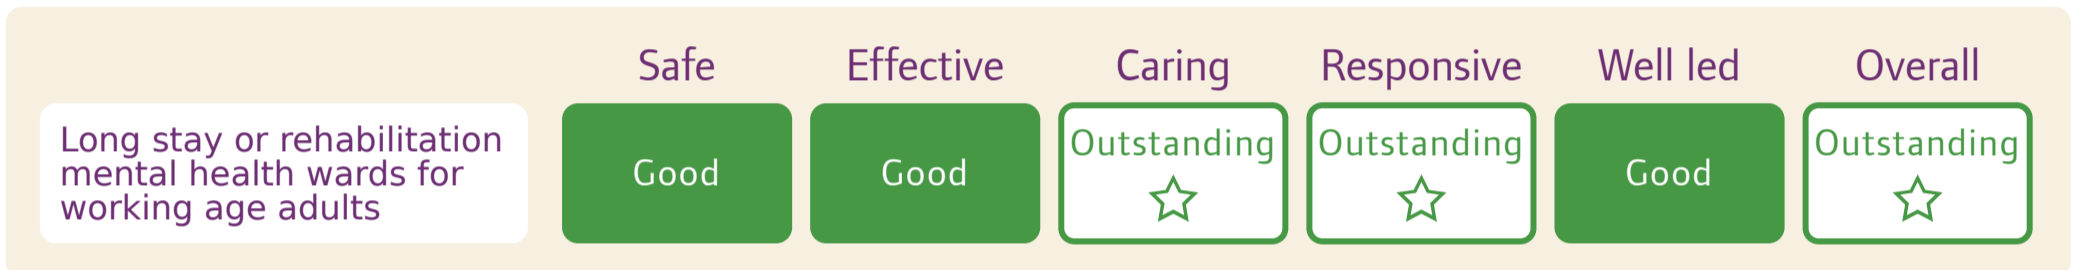 Safe Effective Caring Responsive Well led Overall
Long stay or rehabilitation
mental health wards for
working age adults
Good Good Outstanding Outstanding Good Outstanding